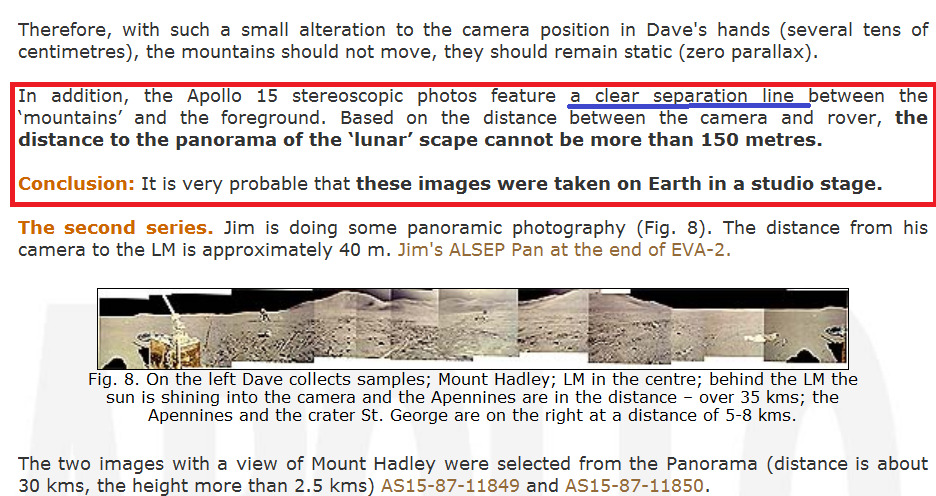 Therefore, with such a small alteration to the camera position in Dave's hands (several tens of
centimetres), the mountains should not move, they should remain static (zero parallax).
In addition, the Apollo 15 stereoscopic photos feature a clear separation line between the
‘mountains’ and the foreground. Based on the distance between the camera and rover, the
distance to the panorama of the ‘lunar’ scape cannot be more than 150 metres.
Conclusion: It is very probable that these images were taken on Earth in a studio stage.
The second series. Jim is doing some panoramic photography (Fig. 8). The distance from his
camera to the LM is approximately 40 m. Jim's ALSEP Pan at the end of EVA-2.
Fig. 8. On the left Dave collects samples; Mount Hadley; LM in the centre; behind the LM the
sun is shining into the camera and the Apennines are in the distance – over 35 kms; the
Apennines and the crater St. George are on the right at a distance of 5-8 kms.
The two images with a view of Mount Hadley were selected from the Panorama (distance is about
30 kms, the height more than 2.5 kms) AS15-87-11849 and AS15-87-11850.